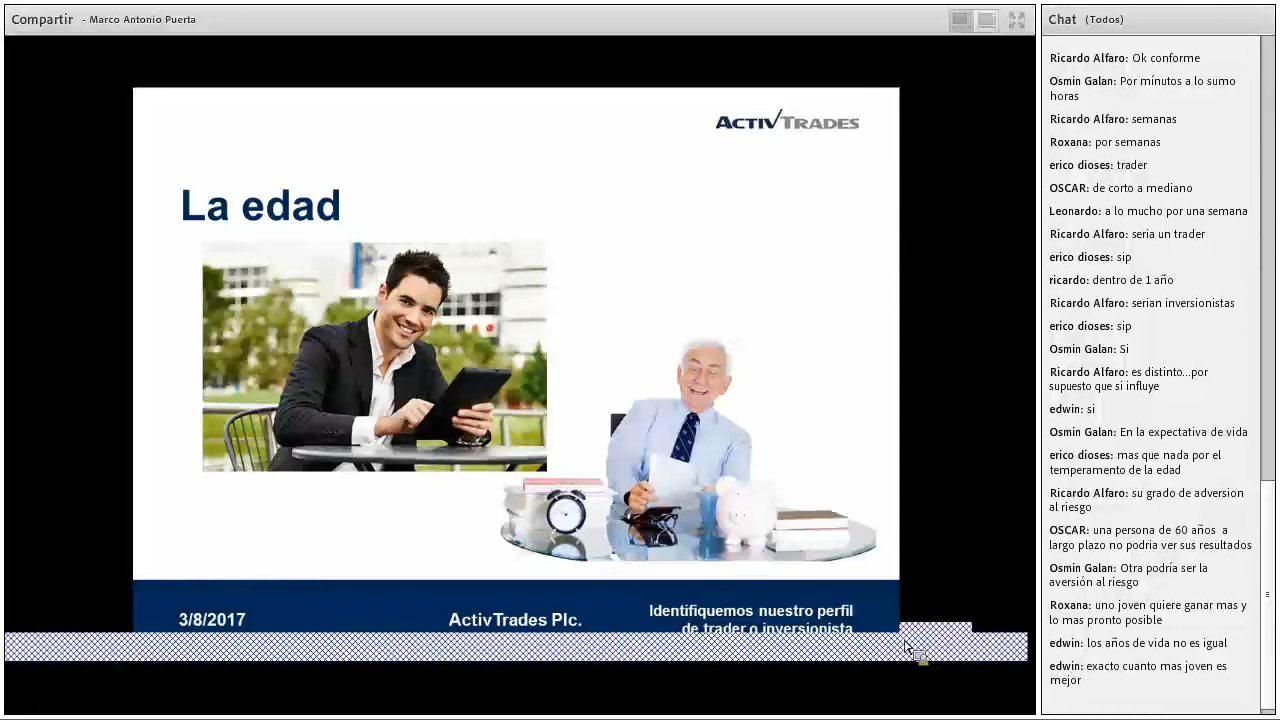 Compartir - Marco Antonio Puerta
ACTIVTRADES
La edad
3/8/2017
ActivTrades Plc.
Identifiquemos nuestro perfil
de trader o inversionista
Chat (Todos)
Ricardo Alfaro: Ok conforme
Osmin Galan: Por mínutos a lo sumo
horas
Ricardo Alfaro: semanas
Roxana: por semanas
erico dioses: trader
OSCAR: de corto a mediano
Leonardo: a lo mucho por una semana
Ricardo Alfaro: seria un trader
erico dioses: sip
ricardo: dentro de 1 año
Ricardo Alfaro: serian inversionistas
erico dioses: sip
Osmin Galan: Si
Ricardo Alfaro: es distinto...por
supuesto que si influye
edwin: si
Osmin Galan: En la expectativa de vida
erico dioses: mas que nada por el
temperamento de la edad
Ricardo Alfaro: su grado de adversion
al riesgo
OSCAR: una persona de 60 años a
largo plazo no podria ver sus resultados
Osmin Galan: Otra podría ser la
aversión al riesgo
Roxana: uno joven quiere ganar mas y
lo mas pronto posible
edwin: los años de vida no es igual
edwin: exacto cuanto mas joven es
mejor